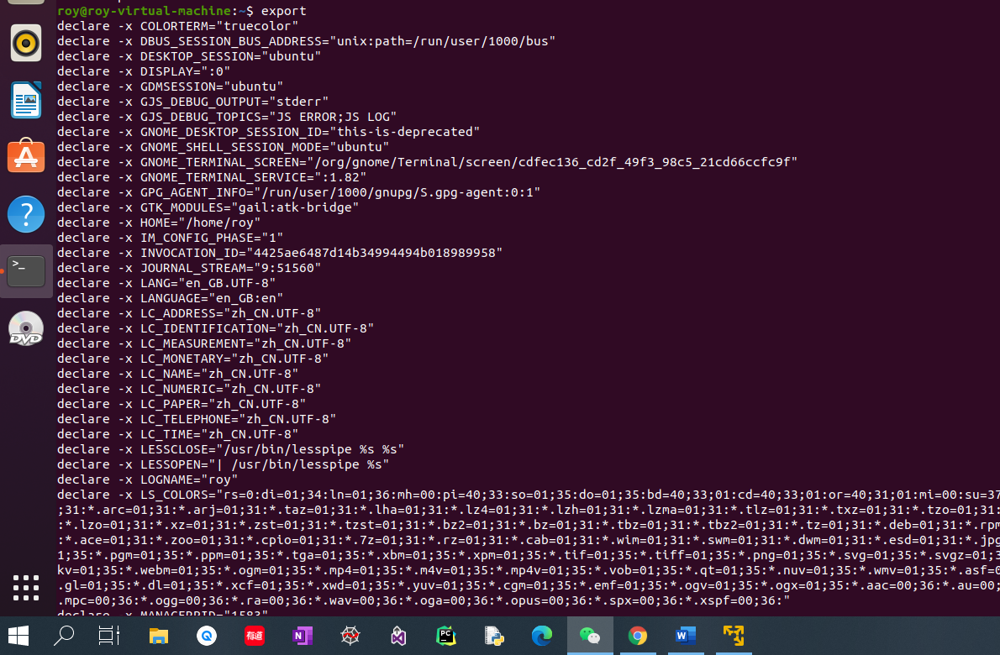 roy@roy-virtual-machine:~$ export
declare -x COLORTERM="truecolor"
declare -x DBUS_SESSION_BUS_ADDRESS="unix:path=/run/user/1000/bus"
declare -x DESKTOP_SESSION="ubuntu"
declare -x DISPLAY=":0"
declare -x GDMSESSION="ubuntu"
declare -x GJS_DEBUG_OUTPUT="stderr"
declare -x GJS_DEBUG_TOPICS="JS ERROR;JS LOG"
declare -x GNOME_DESKTOP_SESSION_ID="this-is-deprecated"
declare -x GNOME_SHELL_SESSION_MODE="ubuntu"
declare -x GNOME_TERMINAL_SCREEN="/org/gnome/Terminal/screen/cdfec136_cd2f_49f3_98c5_21cd66ccfc9f"
declare -x GNOME_TERMINAL_SERVICE=":1.82"
declare -x GPG_AGENT_INFO="/run/user/1000/gnupg/S.gpg-agent:0:1"
declare -x GTK_MODULES="gail:atk-bridge"
declare -x HOME="/home/roy"
declare -x IM_CONFIG_PHASE="1"
declare -x INVOCATION_ID="4425ae6487d14b34994494b018989958"
declare -x JOURNAL_STREAM="9:51560"
declare -x LANG="en_GB.UTF-8"
declare -x LANGUAGE="en_GB:en"
declare -x LC_ADDRESS="zh_CN.UTF-8"
declare -x LC_IDENTIFICATION="zh_CN.UTF-8"
declare -x LC_MEASUREMENT="zh_CN.UTF-8"
declare -x LC_MONETARY="zh_CN.UTF-8"
declare -x LC_NAME="zh_CN.UTF-8"
declare -x LC_NUMERIC="zh_CN.UTF-8"
declare -x LC_PAPER="zh_CN.UTF-8"
declare -x LC_TELEPHONE="zh_CN.UTF-8"
declare -x LC_TIME="zh_CN.UTF-8"
declare -x LESSCLOSE="/usr/bin/lesspipe %s %s"
declare -x LESSOPEN="| /usr/bin/lesspipe %s"
declare -x LOGNAME="roy"
declare -x LS_COLORS="rs=0:di=01;34:ln=01;36:mh=00:pi=40;33:so=01;35:do=01;35:bd=40;33;01:cd=40;33;01:or=40;31;01:mi=00:su=37
;31:*.arc=01;31:*.arj=01;31:*.taz=01;31:*.lha=01;31:*.lz4=01;31:*.lzh=01;31:*.lzma=01;31:*.tlz=01;31:*.txz=01;31:*.tzo=01;31:
:*.lzo=01;31:*.xz=01;31:*.zst=01;31:*.tzst=01;31:*.bz2=01;31:*.bz=01;31:*.tbz=01;31:*.tbz2=01;31:*.tz=01;31:*.deb=01;31:*.rpm
:*.ace=01;31:*.zoo=01;31:*.cpio=01;31:*.7z=01;31:*.rz=01;31:*.cab=01;31:*.wim=01;31:*.swm=01;31:*.dwm=01;31:*.esd=01;31:*.jpg
1;35:*.pgm=01;35:*.ppm=01;35:*.tga=01;35:*.xbm=01;35:*.xpm=01;35:*.tif=01;35:*.tiff=01;35:*.png=01;35:*.svg=01;35:*.svgz=01;3
kv=01;35:*.webm=01;35:*.ogm=01;35:*.mp4=01;35:*.m4v=01;35:*.mp4v=01;35:*.vob=01;35:*.qt=01;35:*.nuv=01;35:*.wmv=01;35:*.asf=0
.gl=01;35:*.dl=01;35:*.xcf=01;35:*.xwd=01;35:*.yuv=01;35:*.cgm=01;35:*.emf=01;35:*.ogv=01;35:*.ogx=01;35:*.aac=00;36:*.au=00;
.mpc=00;36:*.ogg=00;36:*.ra=00;36:*.wav=00;36:*.oga=00;36:*.opus=00;36:*.spx=00;36:*.xspf=00;36:"
declare -x MANAGERPID="1583"
DVD
有道
N
PC
W